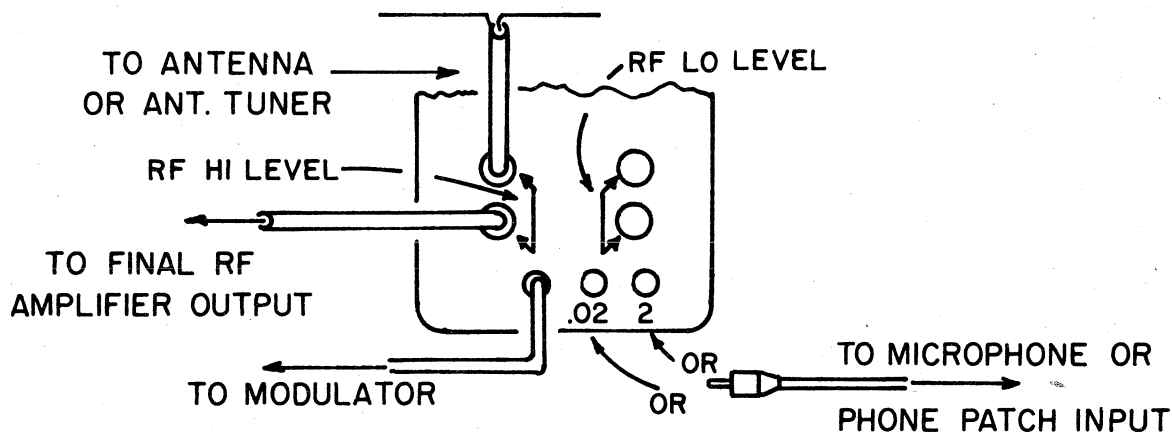 TO ANTENNA
OR ANT. TUNER
RF LO LEVEL
RF HI LEVEL
TO FINAL RF
AMPLIFIER OUTPUT
.02 2
OR
OR
TO MODULATOR
TO MICROPHONE OR
PHONE PATCH INPUT